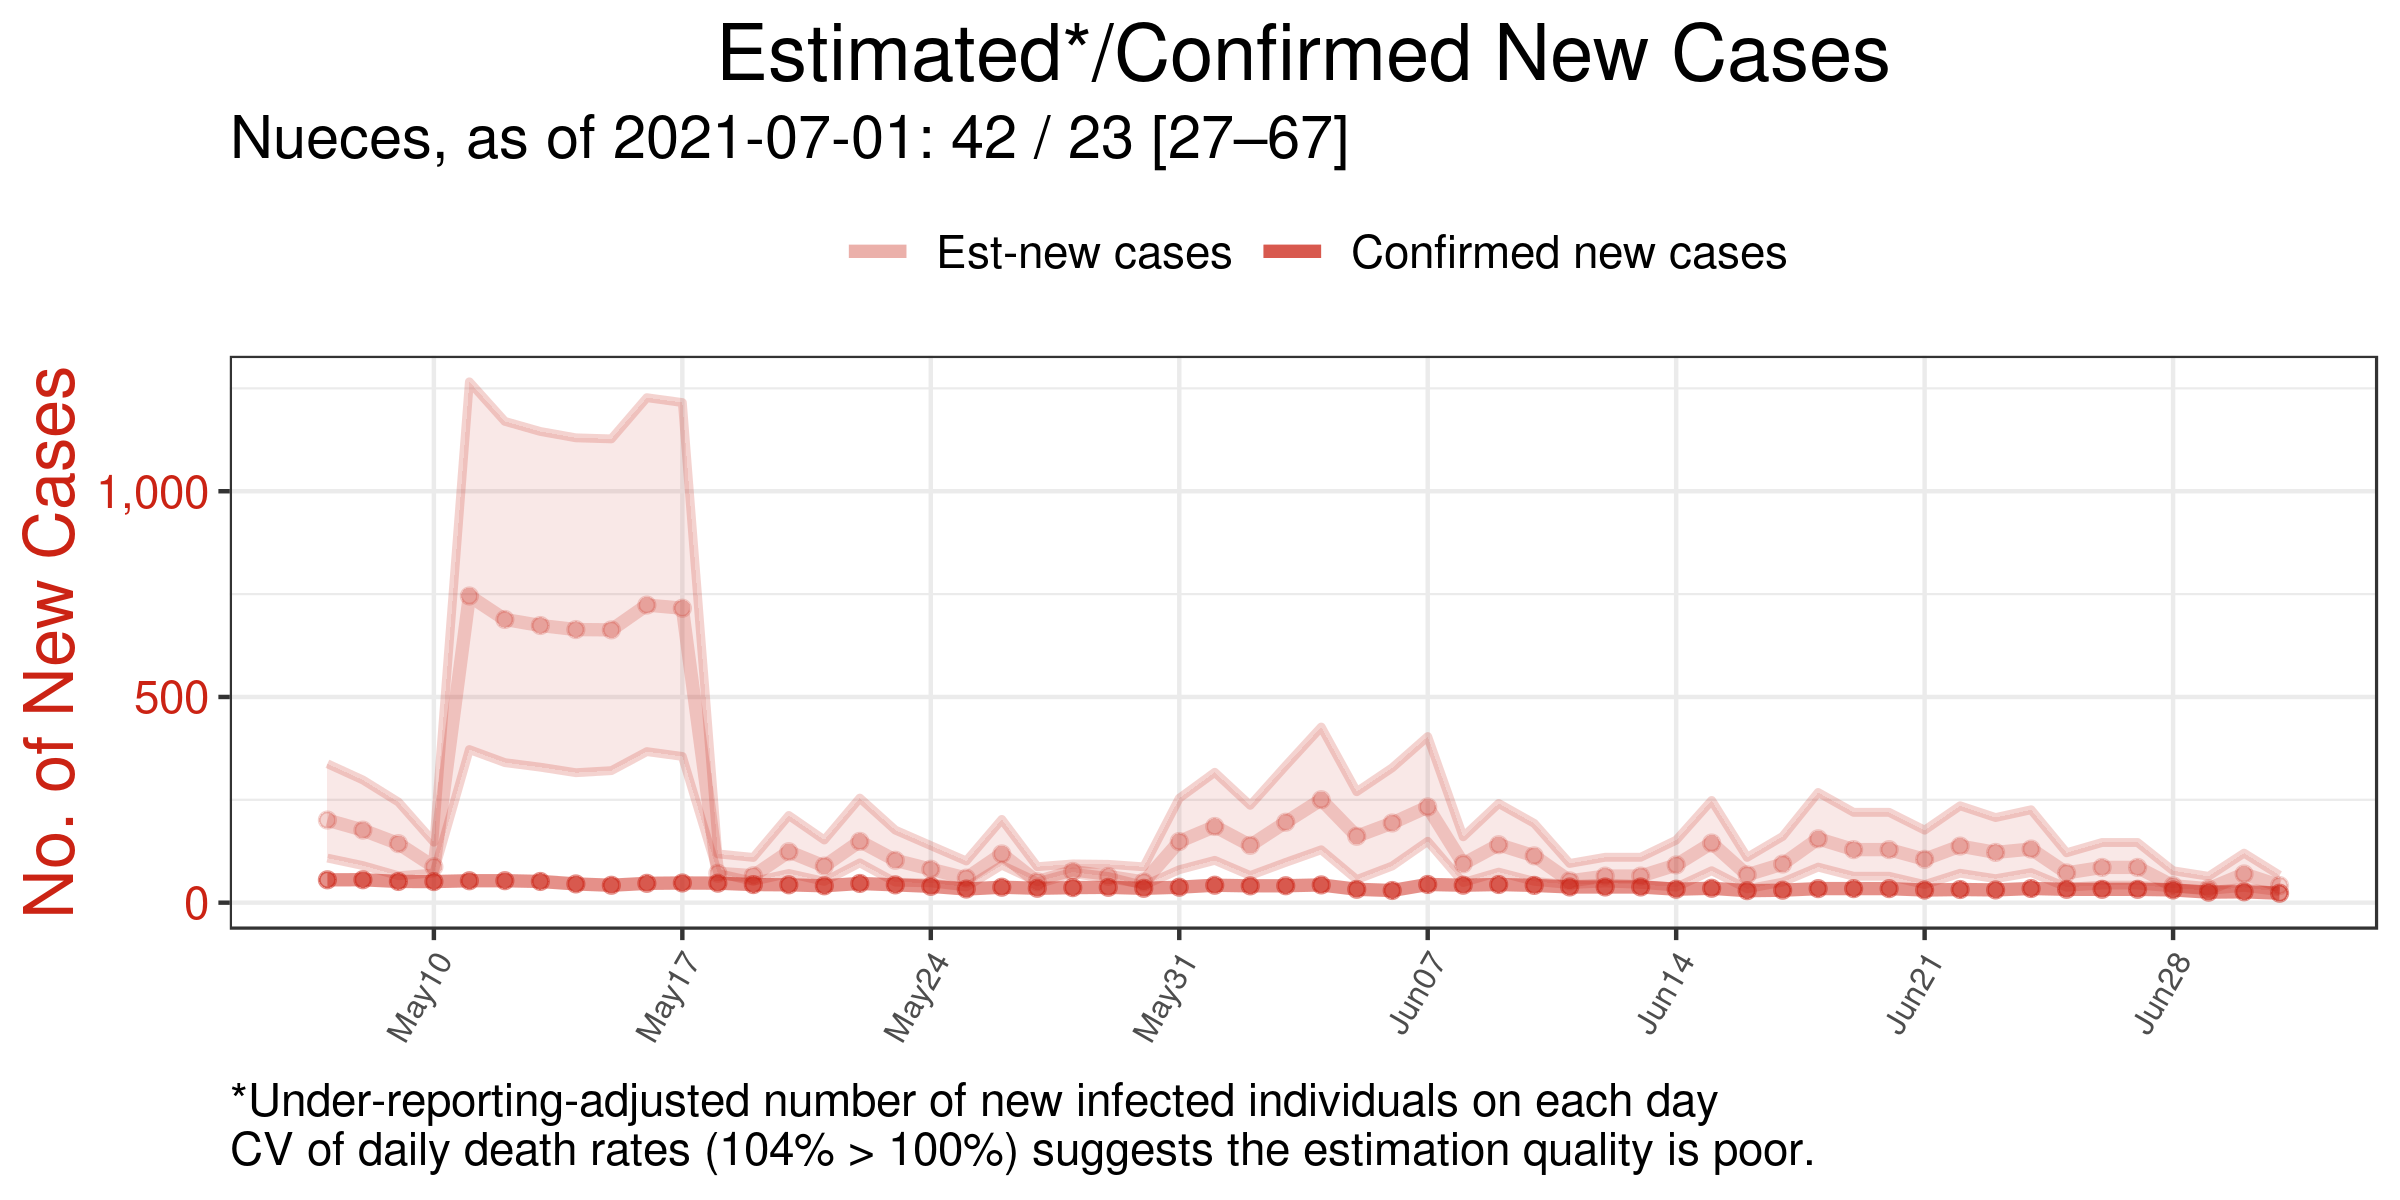 Estimated*/Confirmed New Cases
Nueces, as of 2021-07-01: 42 / 23 [27–67]
Est-new cases Confirmed new cases
No. of New Cases
1,000
500
0
May10 May17 May24 May31 Jun07 Jun14 Jun21 Jun28
*Under-reporting-adjusted number of new infected individuals on each day
CV of daily death rates (104% > 100%) suggests the estimation quality is poor.